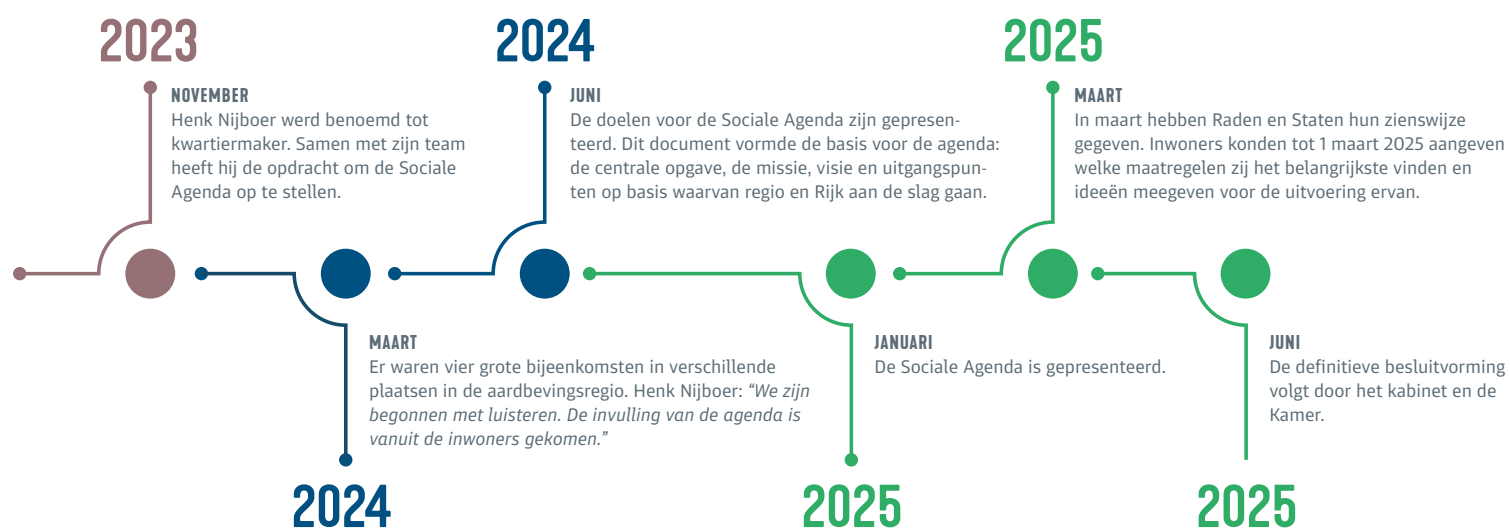 2023
NOVEMBER
Henk Nijboer werd benoemd tot
kwartiermaker. Samen met zijn team
heeft hij de opdracht om de Sociale
Agenda op te stellen.
MAART
Er waren vier grote bijeenkomsten in verschillende
plaatsen in de aardbevingsregio. Henk Nijboer: “We zijn
begonnen met luisteren. De invulling van de agenda is
vanuit de inwoners gekomen.”
2024
2024
JUNI
De doelen voor de Sociale Agenda zijn gepresen-
teerd. Dit document vormde de basis voor de agenda:
de centrale opgave, de missie, visie en uitgangspun-
ten op basis waarvan regio en Rijk aan de slag gaan.
JANUARI
De Sociale Agenda is gepresenteerd.
2025
2025
MAART
In maart hebben Raden en Staten hun zienswijze
gegeven. Inwoners konden tot 1 maart 2025 aangeven
welke maatregelen zij het belangrijkste vinden en
ideeën meegeven voor de uitvoering ervan.
JUNI
De definitieve besluitvorming
volgt door het kabinet en de
Kamer.
2025